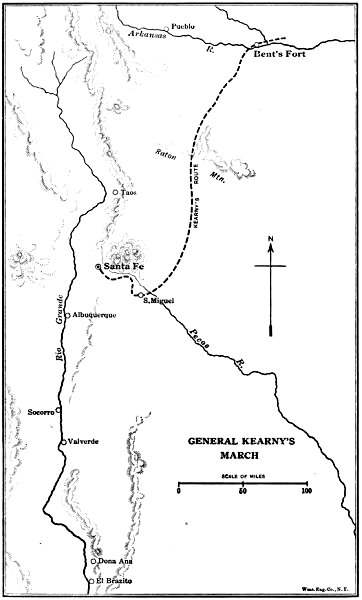 Pueblo
Arkansas
R.
Bent's Fort
Raton
Mtn.
KEARNY'S ROUTE
Taos
N
Santa Fe
S. Miguel
Rio Grande
Albuquerque
Pecos R.
Socorro
Valverde
GENERAL KEARNY'S
MARCH
SCALE OF MILES
0 50 100
Dona Ana
El Brazito
West. Eng. Co., N. Y.